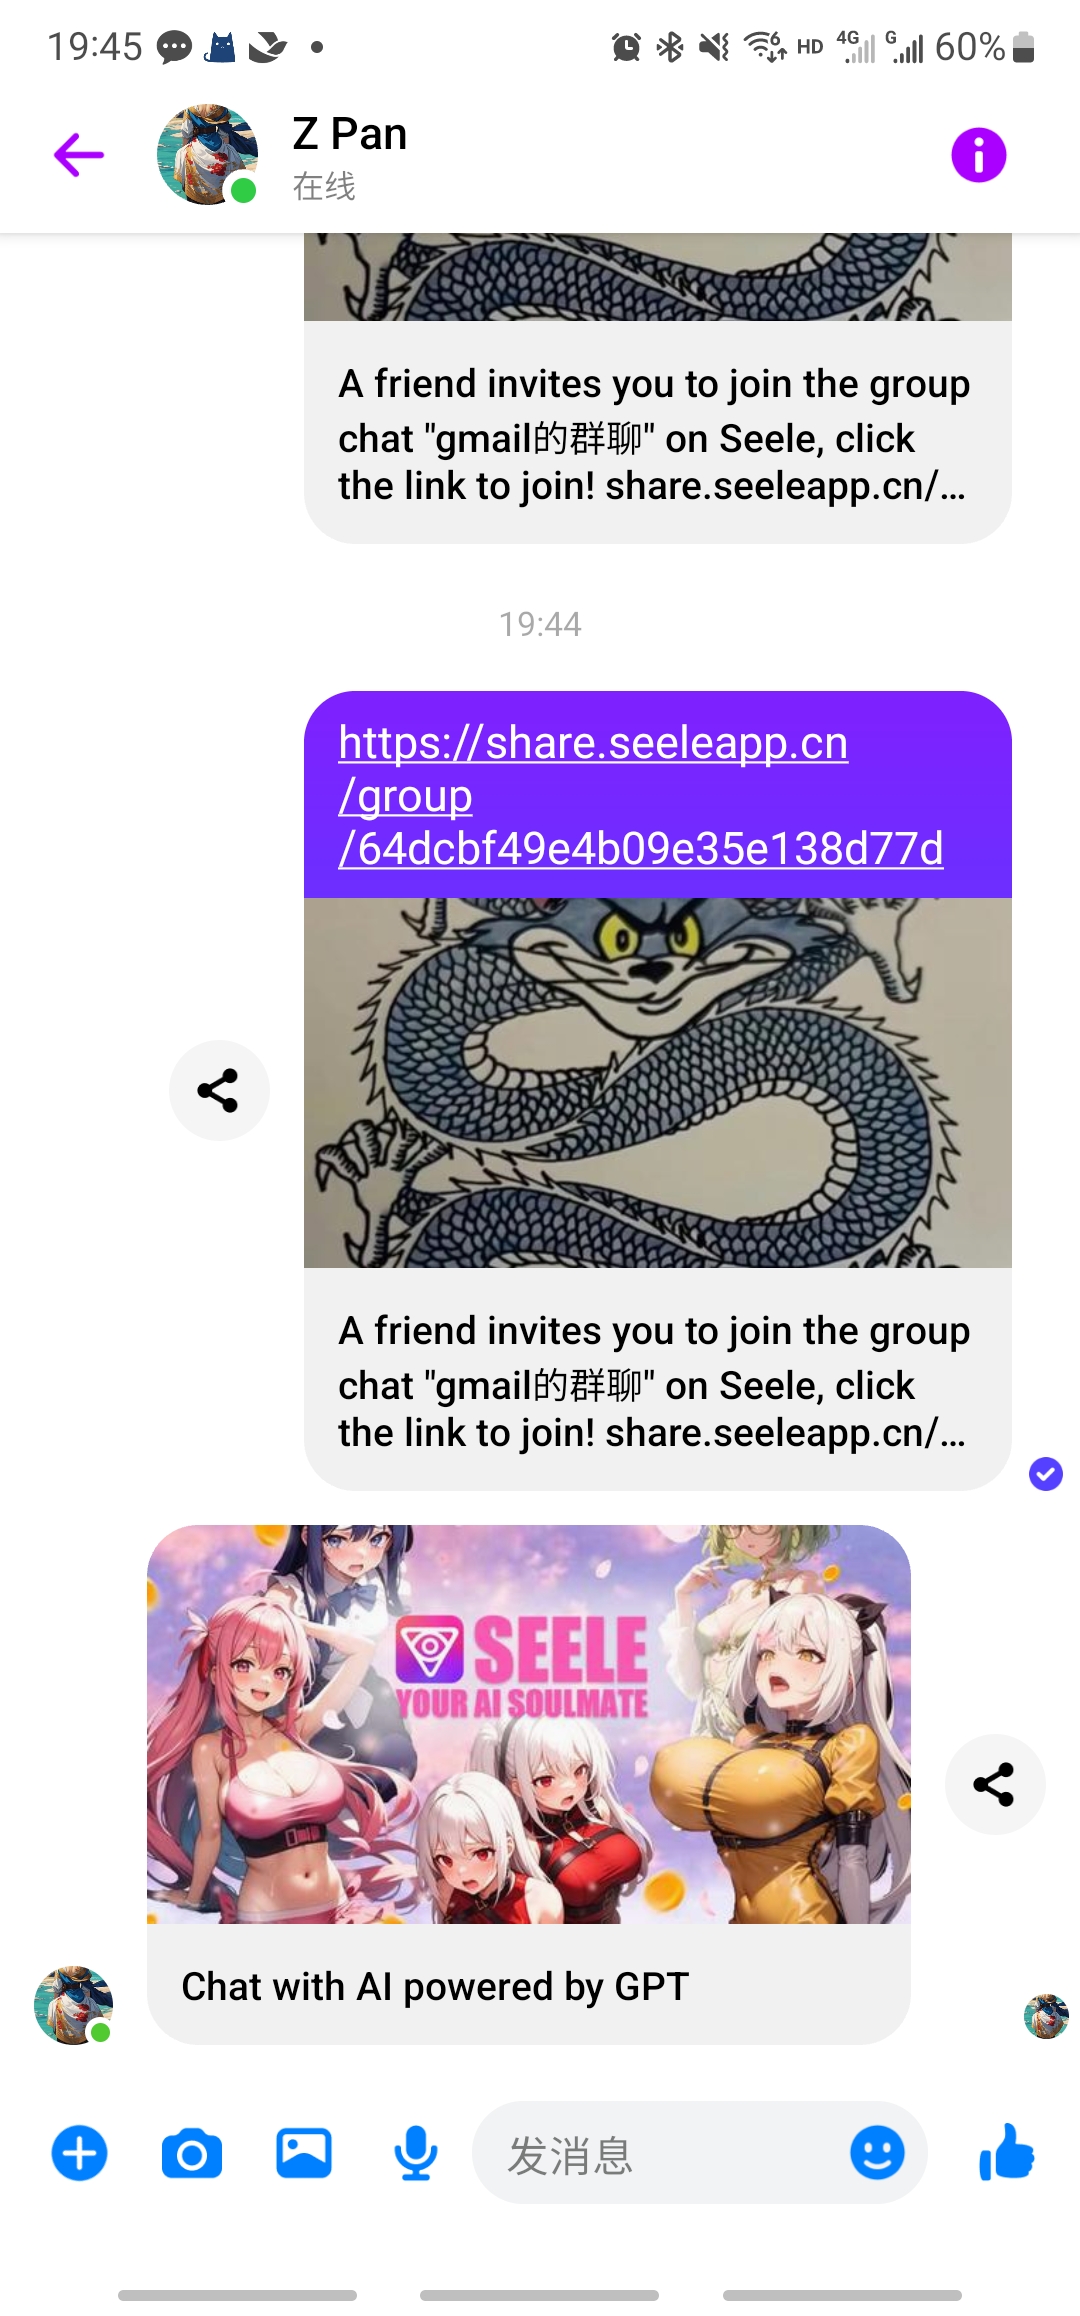 19:45
HD 4G G 60%
Z Pan
在线
A friend invites you to join the group
chat "gmail的群聊" on Seele, click
the link to join! share.seeleapp.cn/...
19:44
https://share.seeleapp.cn
/group
/64dcbf49e4b09e35e138d77d
A friend invites you to join the group
chat "gmail的群聊" on Seele, click
the link to join! share.seeleapp.cn/...
SEELE
YOUR AI SOULMATE
Chat with AI powered by GPT
发消息